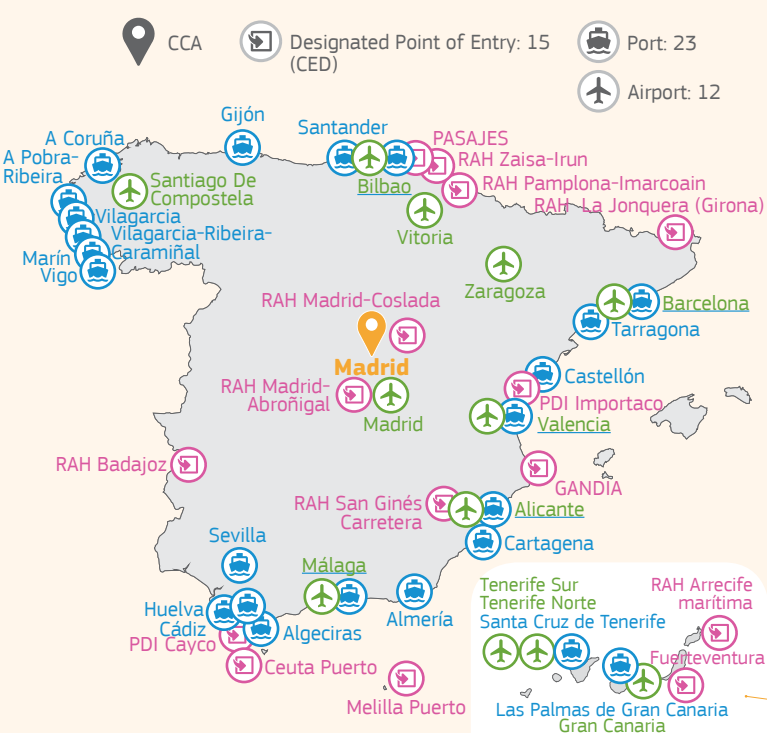 CCA
Designated Point of Entry: 15
(CED)
Port: 23
Airport: 12
Gijón
Santander
A Coruña
PASAJES
A Pobra-
Ribeira
RAH Zaisa-Irun
Bilbao
Santiago De
Compostela
RAH Pamplona-Imarcoain
RAH La Jonquera (Girona)
Vilagarcia
Vilagarcia-Ribeira-
Caramiñal
Vitoria
Marín
Vigo
Zaragoza
RAH Madrid-Coslada
Barcelona
Tarragona
Madrid
Castellón
RAH Madrid-
Abroñigal
PDI Importaco
Madrid
Valencia
RAH Badajoz
GANDIA
RAH San Ginés
Carretera
Alicante
Sevilla
Cartagena
Málaga
Tenerife Sur
Tenerife Norte
Santa Cruz de Tenerife
RAH Arrecife
marítima
Huelva
Cádiz
Almería
Algeciras
PDI Cayco
Fuerteventura
Ceuta Puerto
Melilla Puerto
Las Palmas de Gran Canaria
Gran Canaria